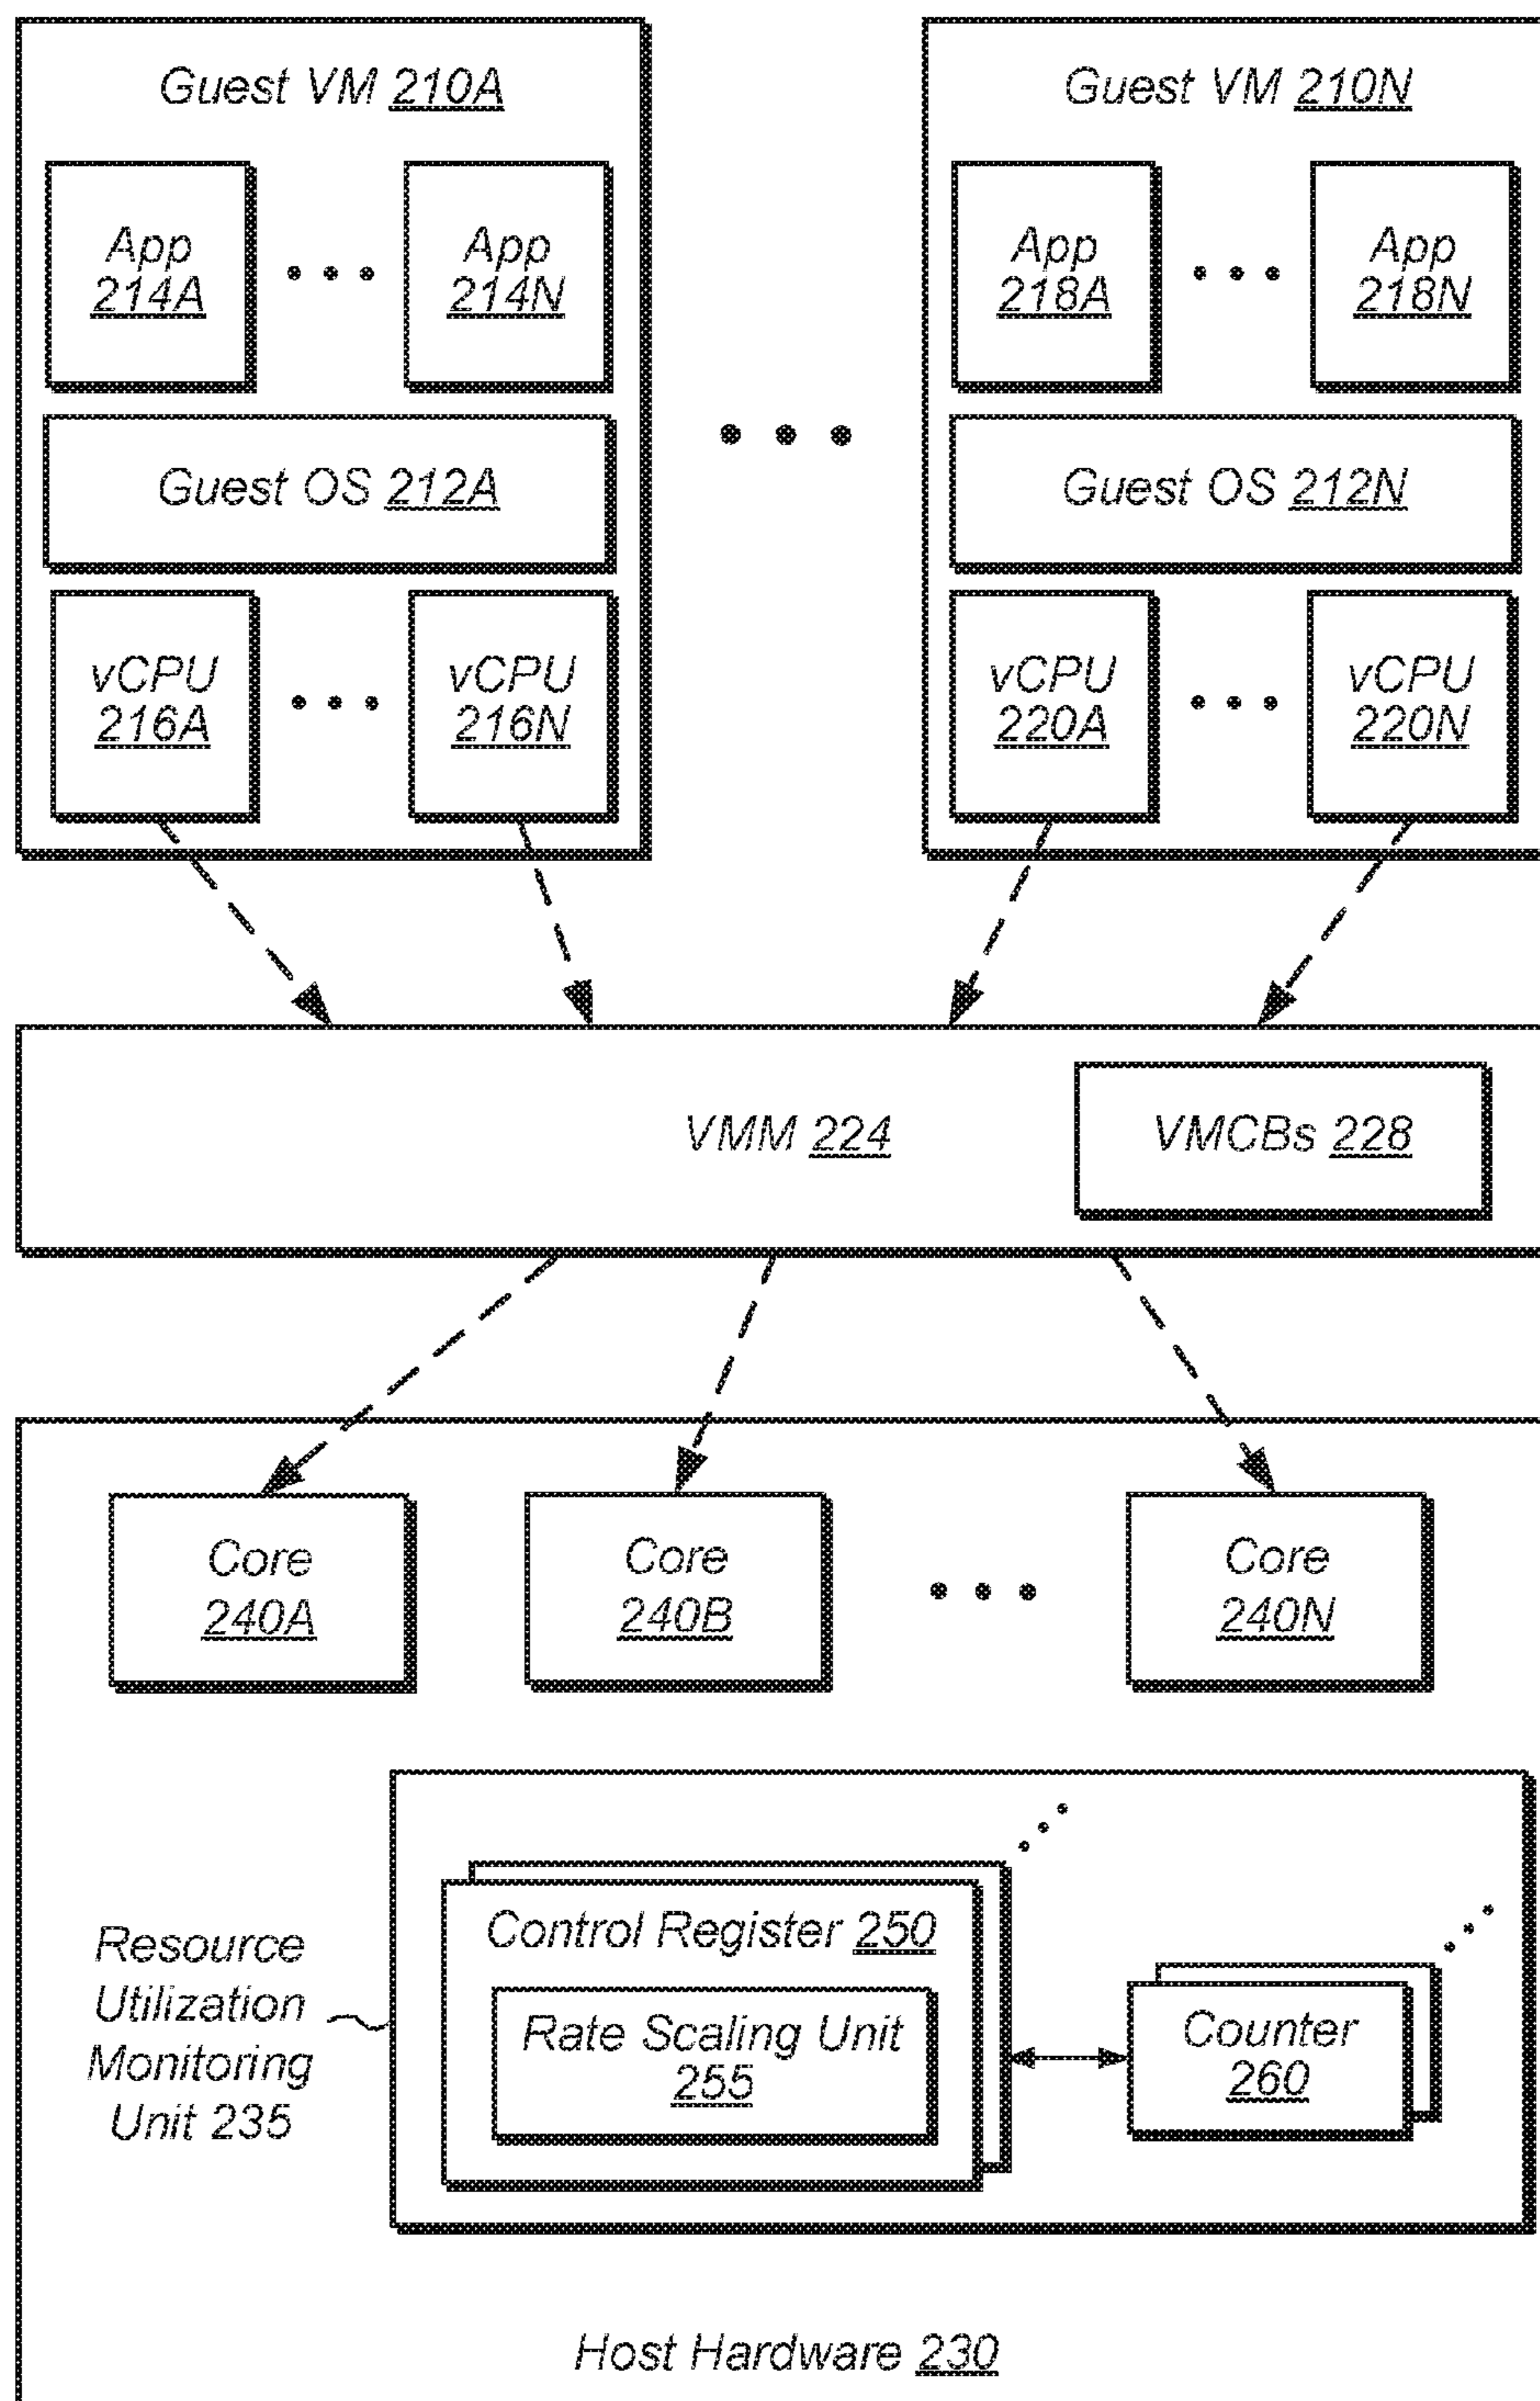 Guest VM 210A
Guest VM 210N
App
214A
App
214N
App
218A
App
218N
Guest OS 212A
Guest OS 212N
vCPU
216A
vCPU
216N
vCPU
220A
vCPU
220N
VMM 224
VMCBs 228
Core
240A
Core
240B
Core
240N
Resource
Utilization
Monitoring
Unit 235
Control Register 250
Rate Scaling Unit
255
Counter
260
Host Hardware 230